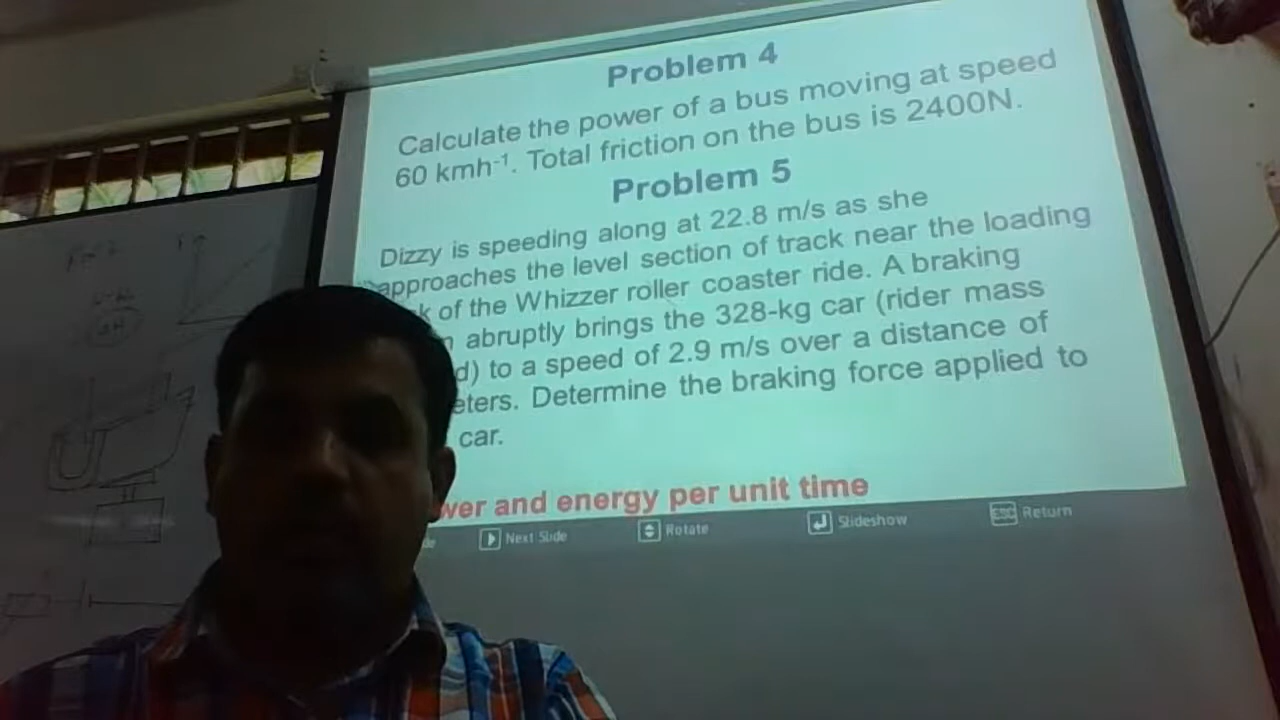 Problem 4
Calculate the power of a bus moving at speed
60 kmh⁻¹. Total friction on the bus is 2400N.
Problem 5
Dizzy is speeding along at 22.8 m/s as she
approaches the level section of track near the loading
of the Whizzer roller coaster ride. A braking
abruptly brings the 328-kg car (rider mass
to a speed of 2.9 m/s over a distance of
Determine the braking force applied to
car.
and energy per unit time
Next Slide
Rotate
Slideshow
ESC Return